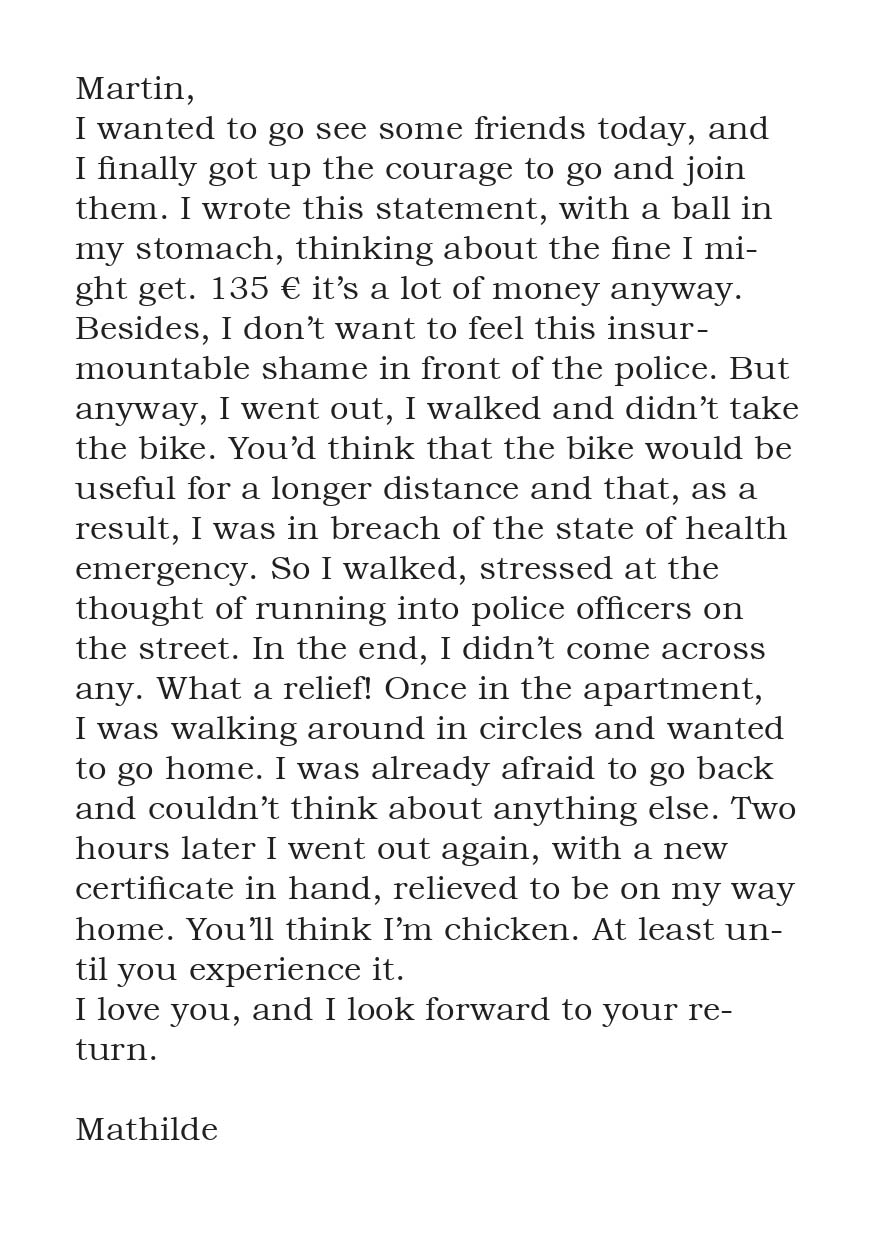 Martin,
I wanted to go see some friends today, and
I finally got up the courage to go and join
them. I wrote this statement, with a ball in
my stomach, thinking about the fine I mi-
ght get. 135 € it’s a lot of money anyway.
Besides, I don’t want to feel this insur-
mountable shame in front of the police. But
anyway, I went out, I walked and didn’t take
the bike. You’d think that the bike would be
useful for a longer distance and that, as a
result, I was in breach of the state of health
emergency. So I walked, stressed at the
thought of running into police officers on
the street. In the end, I didn’t come across
any. What a relief! Once in the apartment,
I was walking around in circles and wanted
to go home. I was already afraid to go back
and couldn’t think about anything else. Two
hours later I went out again, with a new
certificate in hand, relieved to be on my way
home. You’ll think I’m chicken. At least un-
til you experience it.
I love you, and I look forward to your re-
turn.

Mathilde